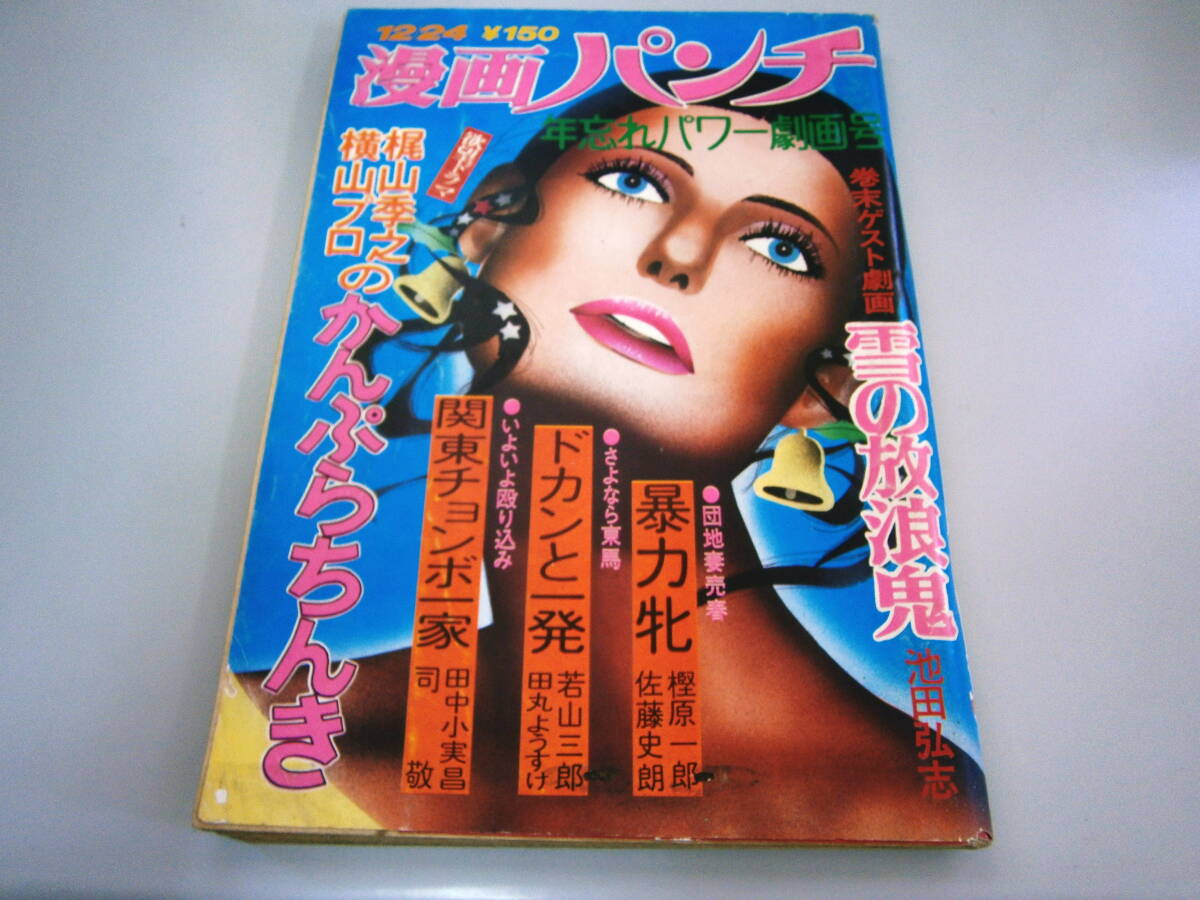 12 24 ¥150
漫画パンチ
年忘れパワー劇画号
巻末ゲスト劇画
雪の放浪鬼
池田弘志
●団地妻売春
暴力牝
樫原一郎
佐藤史朗
●さよなら東馬
ドカンと一発
若山三郎
田丸ようすけ
●いよいよ殴り込み
関東チョンボ一家
田中小実昌
司敬
梶山季之の
横山プロ
かんぷらちんき